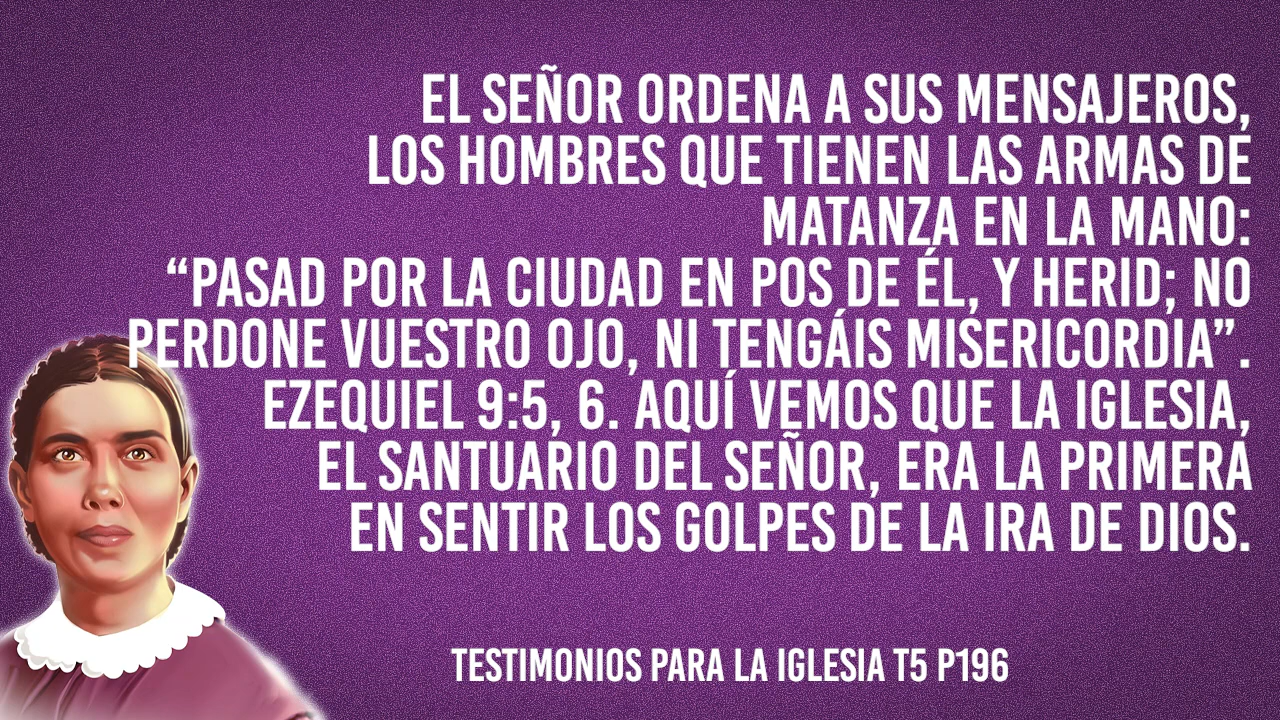 EL SEÑOR ORDENA A SUS MENSAJEROS,
LOS HOMBRES QUE TIENEN LAS ARMAS DE
MATANZA EN LA MANO:
“PASAD POR LA CIUDAD EN POS DE ÉL, Y HERID; NO
PERDONE VUESTRO OJO, NI TENGÁIS MISERICORDIA”.
EZEQUIEL 9:5, 6. AQUÍ VEMOS QUE LA IGLESIA,
EL SANTUARIO DEL SEÑOR, ERA LA PRIMERA
EN SENTIR LOS GOLPES DE LA IRA DE DIOS.
TESTIMONIOS PARA LA IGLESIA T5 P196